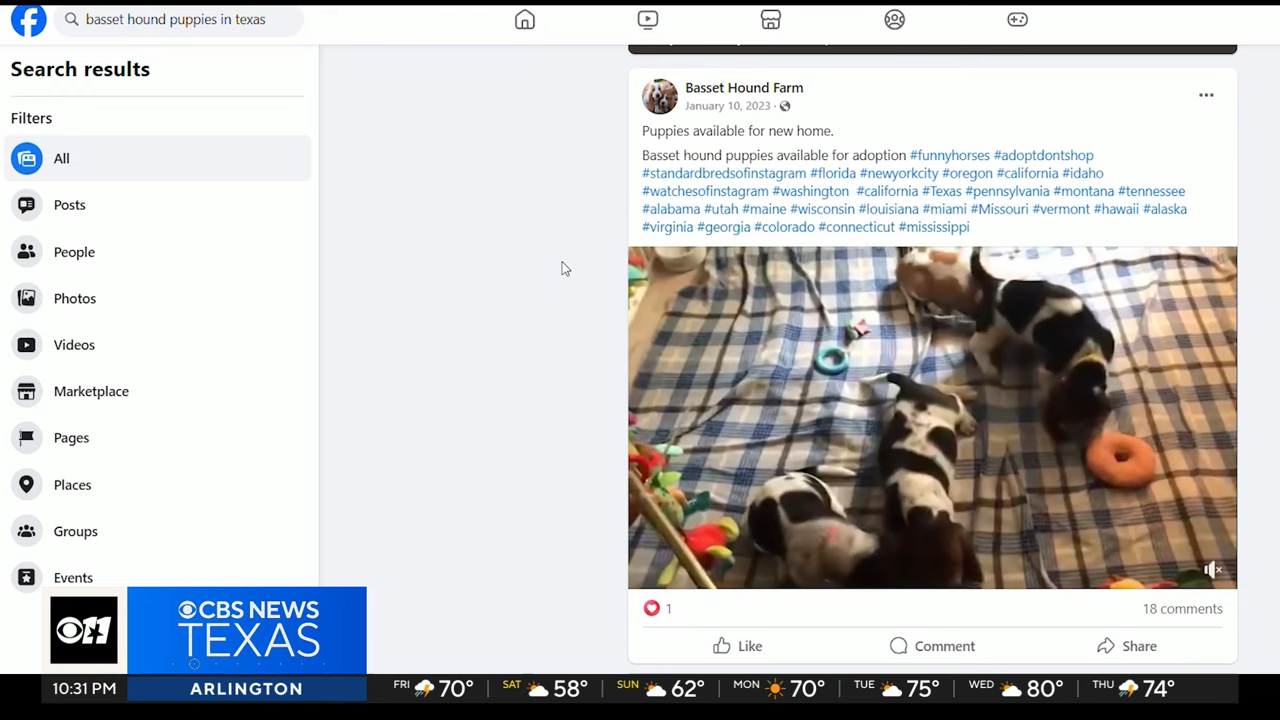 basset hound puppies in texas
Search results
Filters
All
Posts
People
Photos
Videos
Marketplace
Pages
Places
Groups
Events
Basset Hound Farm
January 10, 2023 ·
Puppies available for new home.
Basset hound puppies available for adoption #funnyhorses #adoptdontshop
#standardbredsofinstagram #florida #newyorkcity #oregon #california #idaho
#watchesofinstagram #washington #california #Texas #pennsylvania #montana #tennessee
#alabama #utah #maine #wisconsin #louisiana #miami #Missouri #vermont #hawaii #alaska
#virginia #georgia #colorado #connecticut #mississippi
1
18 comments
Like Comment Share
CBS NEWS
TEXAS
11
10:31 PM
ARLINGTON
FRI 70° SAT 58° SUN 62° MON 70° TUE 75° WED 80° THU 74°